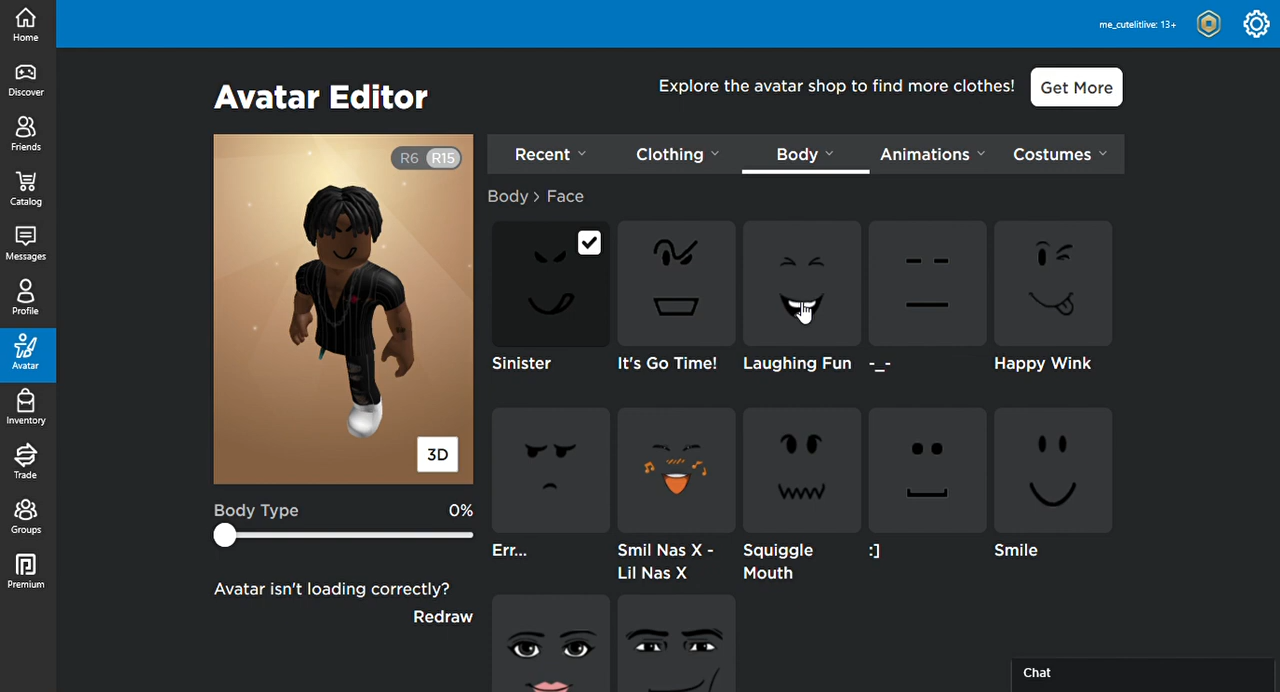 me_cutelitlive: 13+
Home
Discover
Friends
Catalog
Messages
Profile
Avatar
Inventory
Trade
Groups
Premium
Avatar Editor
Explore the avatar shop to find more clothes!
Get More
R6 R15
3D
Body Type 0%
Avatar isn't loading correctly?
Redraw
Recent Clothing Body Animations Costumes
Body > Face
Sinister
It's Go Time!
Laughing Fun
-_-
Happy Wink
Err...
Smil Nas X -
Lil Nas X
Squiggle
Mouth
:]
Smile
Chat